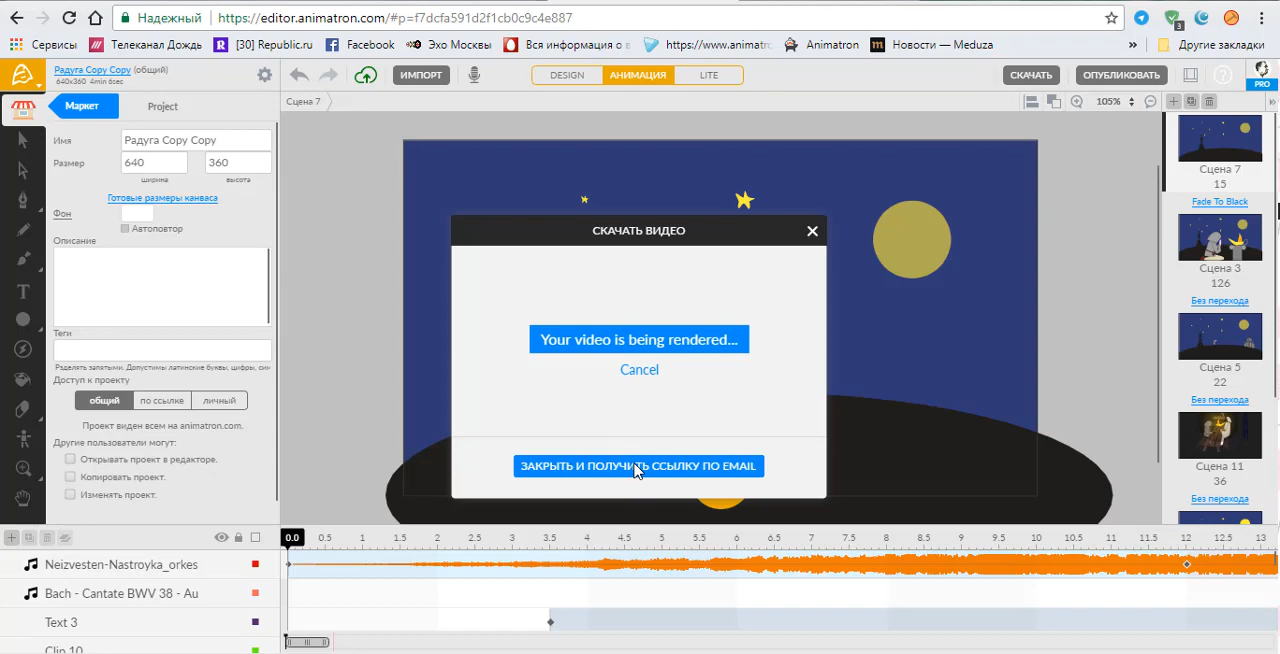 Надежный https://editor.animatron.com/#p=f7dcfa591d2f1cb0c9c4e887
3
Сервисы Телеканал Дождь [30] Republic.ru Facebook Эхо Москвы Вся информация о https://www.animatro Animatron Новости — Meduza » Другие закладки
Радуга Copy Copy (общий)
640x360 4min 6sec
ИМПОРТ DESIGN АНИМАЦИЯ LITE СКАЧАТЬ ОПУБЛИКОВАТЬ PRO
Маркет Project
Сцена 7
105%
Имя Радуга Copy Copy
Размер 640 360
ширина высота
Готовые размеры канваса
Фон
Автоповтор
Описание
Теги
Разделять запятыми. Допустимы латинские буквы, цифры, сим
Доступ к проекту
общий по ссылке личный
Проект виден всем на animatron.com.
Другие пользователи могут:
Открывать проект в редакторе.
Копировать проект.
Изменять проект.
СКАЧАТЬ ВИДЕО
Your video is being rendered...
Cancel
ЗАКРЫТЬ И ПОЛУЧИТЬ ССЫЛКУ ПО EMAIL
Сцена 7
15
Fade To Black
Сцена 3
126
Без перехода
Сцена 5
22
Без перехода
Сцена 11
36
Без перехода
0.0 0.5 1 1.5 2 2.5 3 3.5 4 4.5 5 5.5 6 6.5 7 7.5 8 8.5 9 9.5 10 10.5 11 11.5 12 12.5 13
Neizvesten-Nastroyka_orkes
Bach - Cantate BWV 38 - Au
Text 3
Clip 10